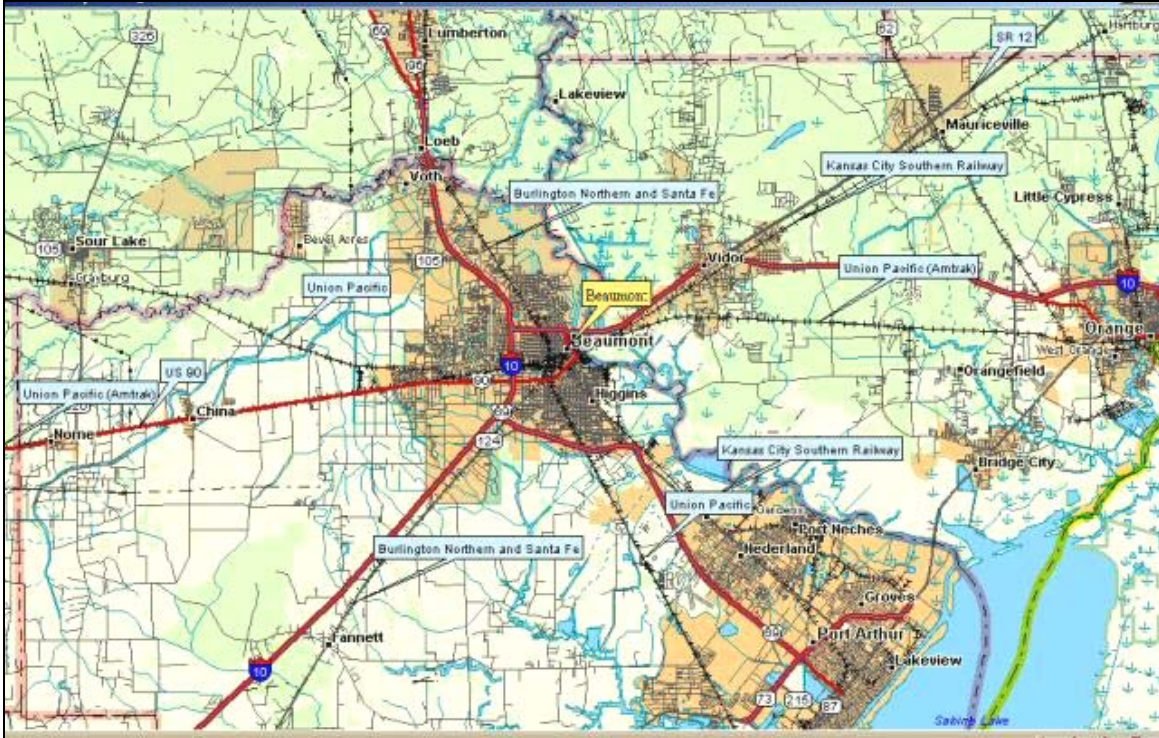 326
69
Lumberton
62
Hartburg
SR 12
96
Lakeview
Mauriceville
Loeb
Kansas City Southern Railway
Voth
Burlington Northern and Santa Fe
Little Cypress
105
Sour Lake
Bevil Acres
105
Vidor
Union Pacific (Amtrak)
Grayburg
Union Pacific
10
Beaumont
Orange
Beaumont
West Orange
10
US 90
90
Orangefield
Union Pacific (Amtrak)
Higgins
China
69
Nome
124
Kansas City Southern Railway
Bridge City
Union Pacific
Gardens
Port Neches
Burlington Northern and Santa Fe
Nederland
Groves
Fannett
69
Port Arthur
Lakeview
10
73
215
87
Sabine Lake